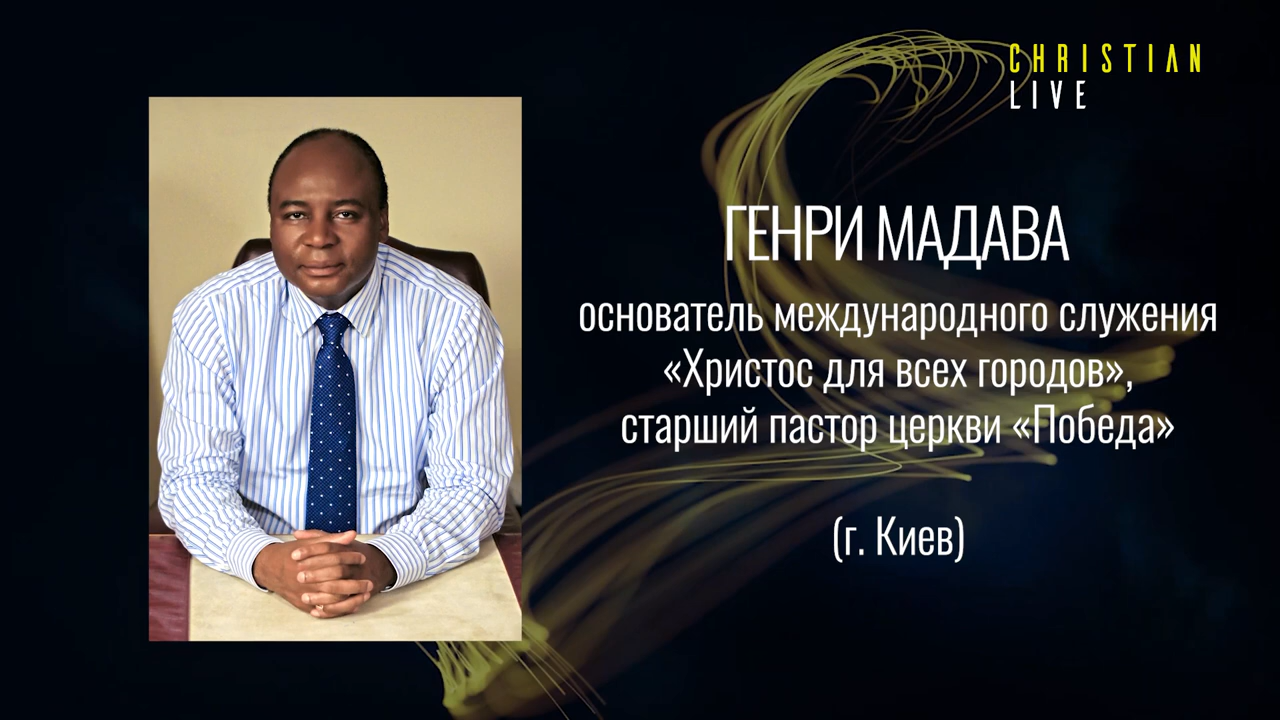 CHRISTIAN
LIVE
ГЕНРИ МАДАВА
основатель международного служения
«Христос для всех городов»,
старший пастор церкви «Победа»
(г. Киев)